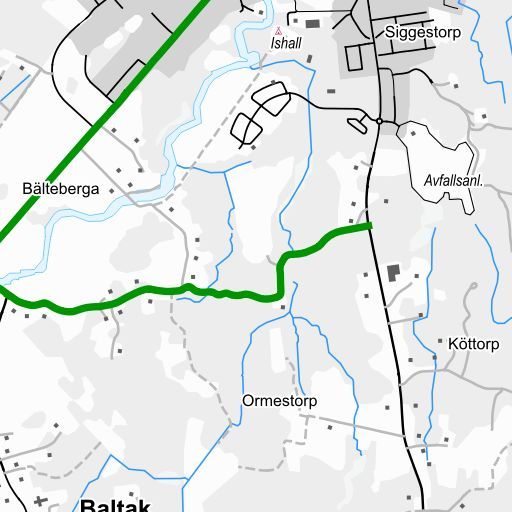 Siggestorp
Ishall
Avfallsanl.
Bälteberga
Köttorp
Ormestorp
Baltak